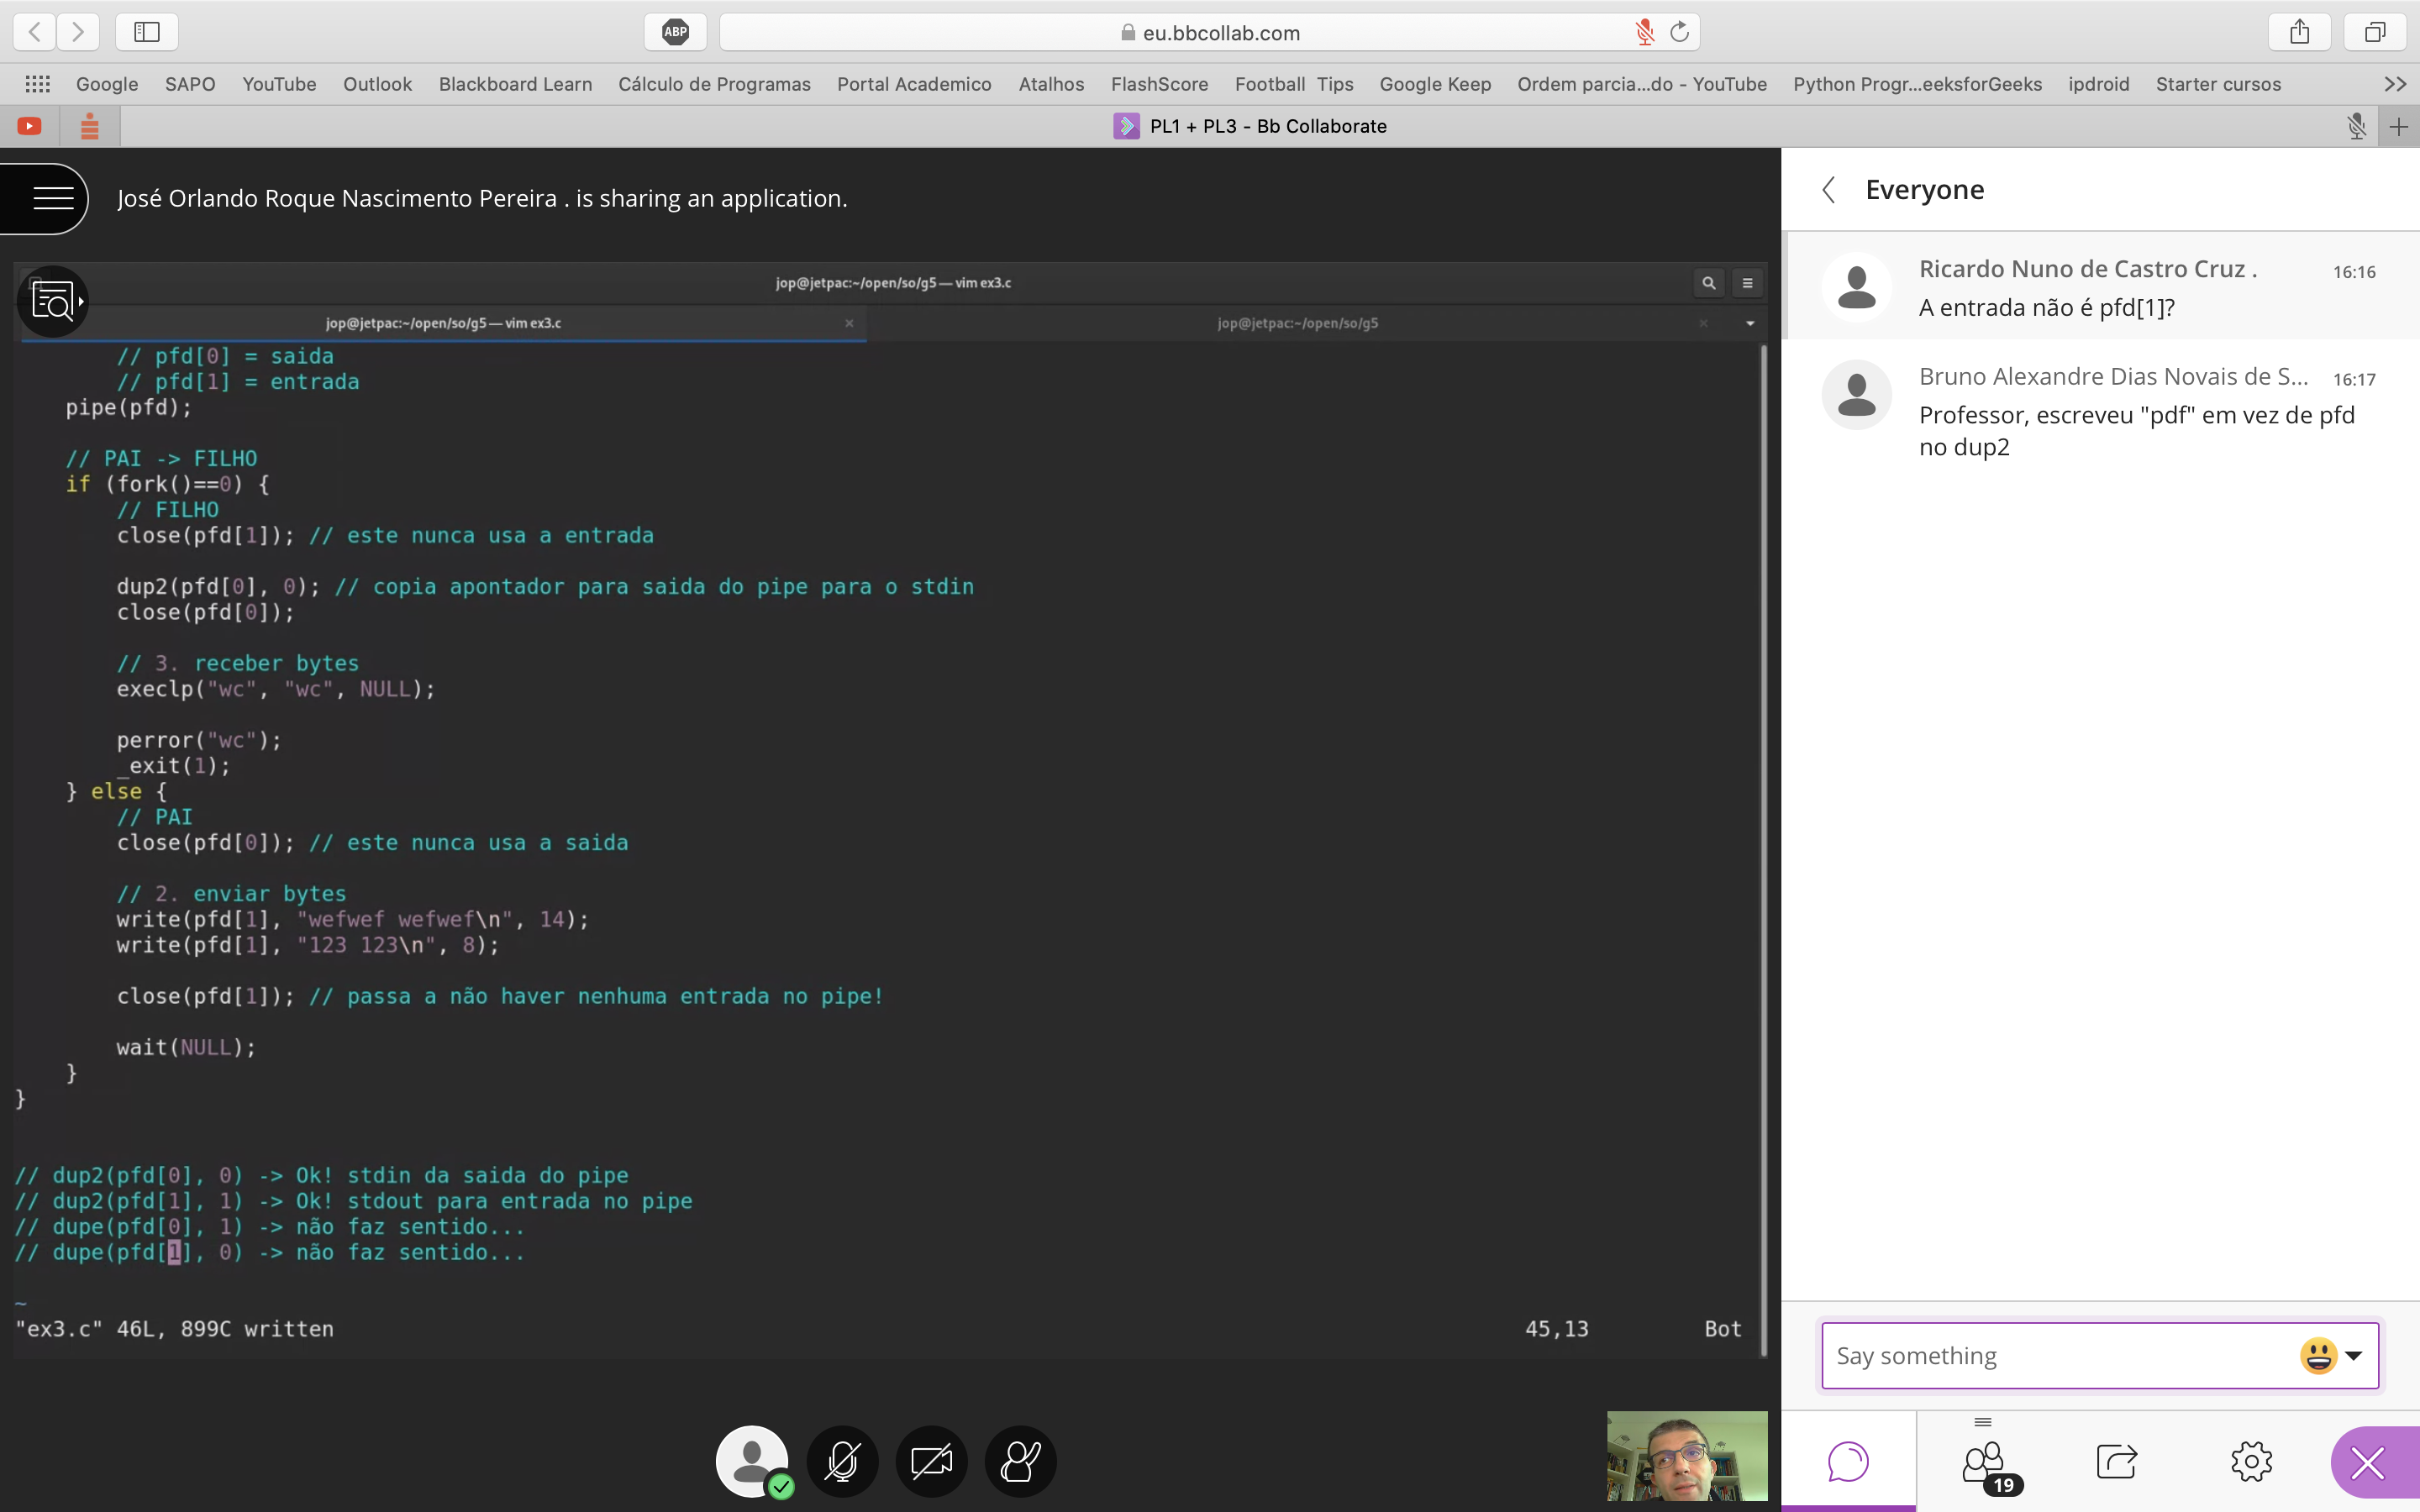 ABP
eu.bbcollab.com
Google SAPO YouTube Outlook Blackboard Learn Cálculo de Programas Portal Academico Atalhos FlashScore Football Tips Google Keep Ordem parcia...do - YouTube Python Progr...eeksforGeeks ipdroid Starter cursos
PL1 + PL3 - Bb Collaborate
José Orlando Roque Nascimento Pereira . is sharing an application.
jop@jetpac:~/open/so/g5 — vim ex3.c
jop@jetpac:~/open/so/g5 — vim ex3.c
jop@jetpac:~/open/so/g5
// pfd[0] = saida
// pfd[1] = entrada
pipe(pfd);
// PAI -> FILHO
if (fork()==0) {
// FILHO
close(pfd[1]); // este nunca usa a entrada
dup2(pfd[0], 0); // copia apontador para saida do pipe para o stdin
close(pfd[0]);
// 3. receber bytes
execlp("wc", "wc", NULL);
perror("wc");
_exit(1);
} else {
// PAI
close(pfd[0]); // este nunca usa a saida
// 2. enviar bytes
write(pfd[1], "wefwef wefwef\n", 14);
write(pfd[1], "123 123\n", 8);
close(pfd[1]); // passa a não haver nenhuma entrada no pipe!
wait(NULL);
}
}
// dup2(pfd[0], 0) -> Ok! stdin da saida do pipe
// dup2(pfd[1], 1) -> Ok! stdout para entrada no pipe
// dupe(pfd[0], 1) -> não faz sentido...
// dupe(pfd[1], 0) -> não faz sentido...
~
"ex3.c" 46L, 899C written 45,13 Bot
Everyone
Ricardo Nuno de Castro Cruz . 16:16
A entrada não é pfd[1]?
Bruno Alexandre Dias Novais de S... 16:17
Professor, escreveu "pdf" em vez de pfd
no dup2
Say something
19